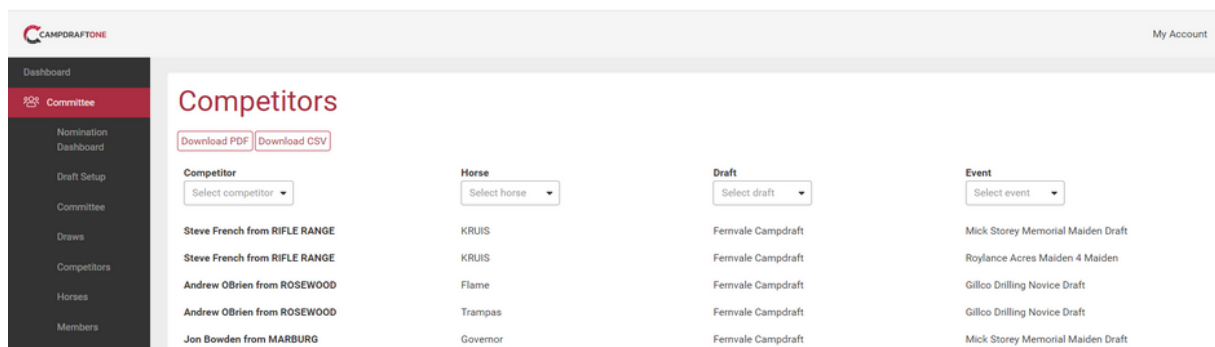 CAMPDRAFTONE
My Account
Dashboard
Committee
Nomination
Dashboard
Draft Setup
Committee
Draws
Competitors
Horses
Members
Competitors
Download PDF Download CSV
Competitor Horse Draft Event
Select competitor Select horse Select draft Select event
Steve French from RIFLE RANGE KRUIS Fernvale Campdraft Mick Storey Memorial Maiden Draft
Steve French from RIFLE RANGE KRUIS Fernvale Campdraft Roylance Acres Maiden 4 Maiden
Andrew OBrien from ROSEWOOD Flame Fernvale Campdraft Gillco Drilling Novice Draft
Andrew OBrien from ROSEWOOD Trampas Fernvale Campdraft Gillco Drilling Novice Draft
Jon Bowden from MARBURG Governor Fernvale Campdraft Mick Storey Memorial Maiden Draft